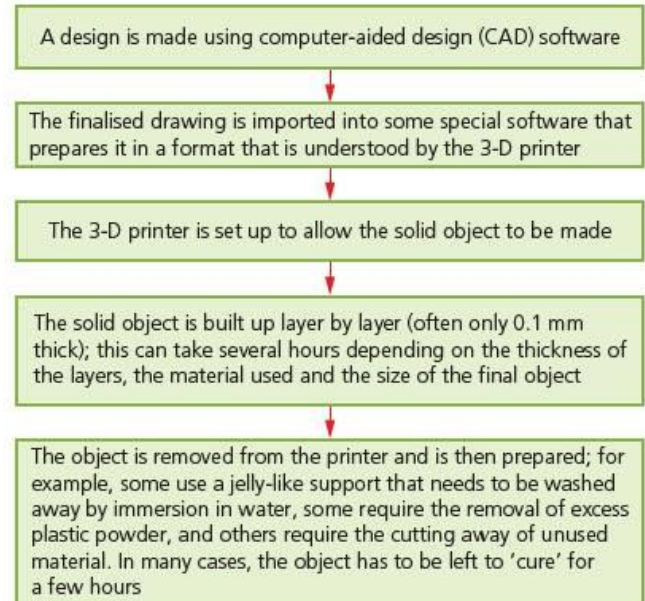 A design is made using computer-aided design (CAD) software
The finalised drawing is imported into some special software that
prepares it in a format that is understood by the 3-D printer
The 3-D printer is set up to allow the solid object to be made
The solid object is built up layer by layer (often only 0.1 mm
thick); this can take several hours depending on the thickness of
the layers, the material used and the size of the final object
The object is removed from the printer and is then prepared; for
example, some use a jelly-like support that needs to be washed
away by immersion in water, some require the removal of excess
plastic powder, and others require the cutting away of unused
material. In many cases, the object has to be left to ‘cure’ for
a few hours